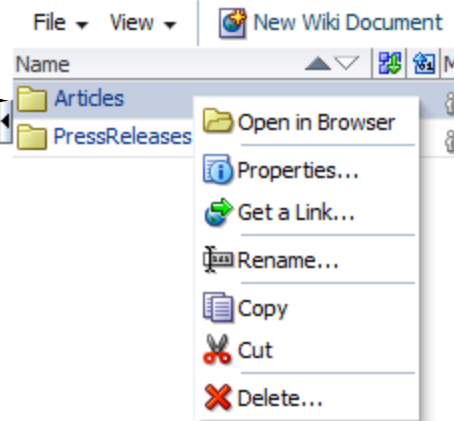 File View New Wiki Document
Name M
Articles
PressReleases
Open in Browser
Properties...
Get a Link...
Rename...
Copy
Cut
Delete...